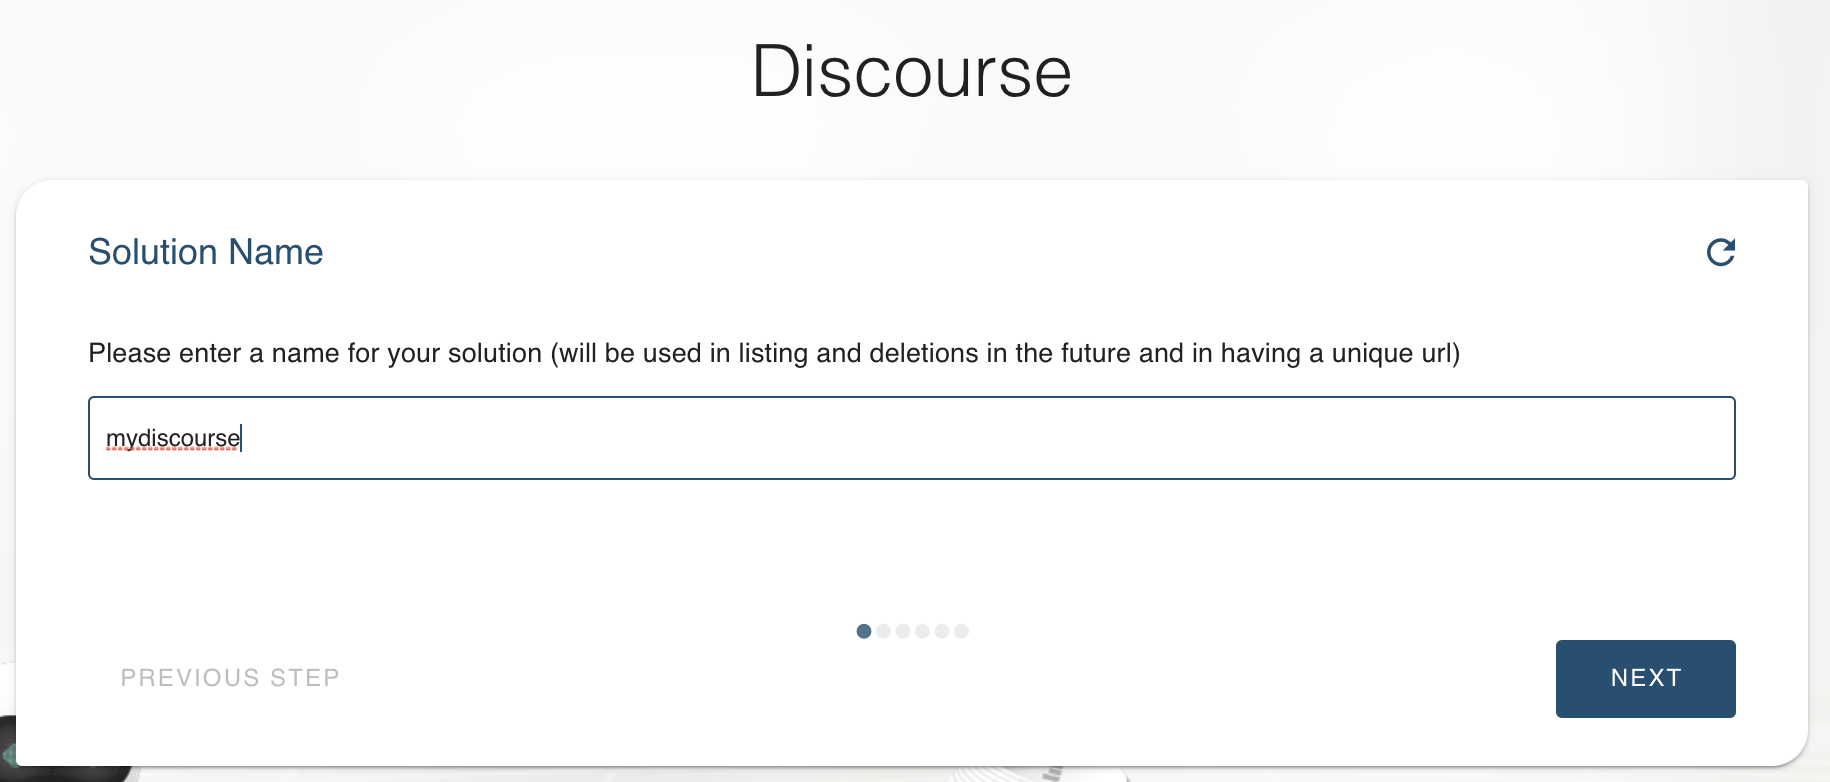 Discourse
Solution Name
Please enter a name for your solution (will be used in listing and deletions in the future and in having a unique url)
mydiscourse
PREVIOUS STEP
NEXT